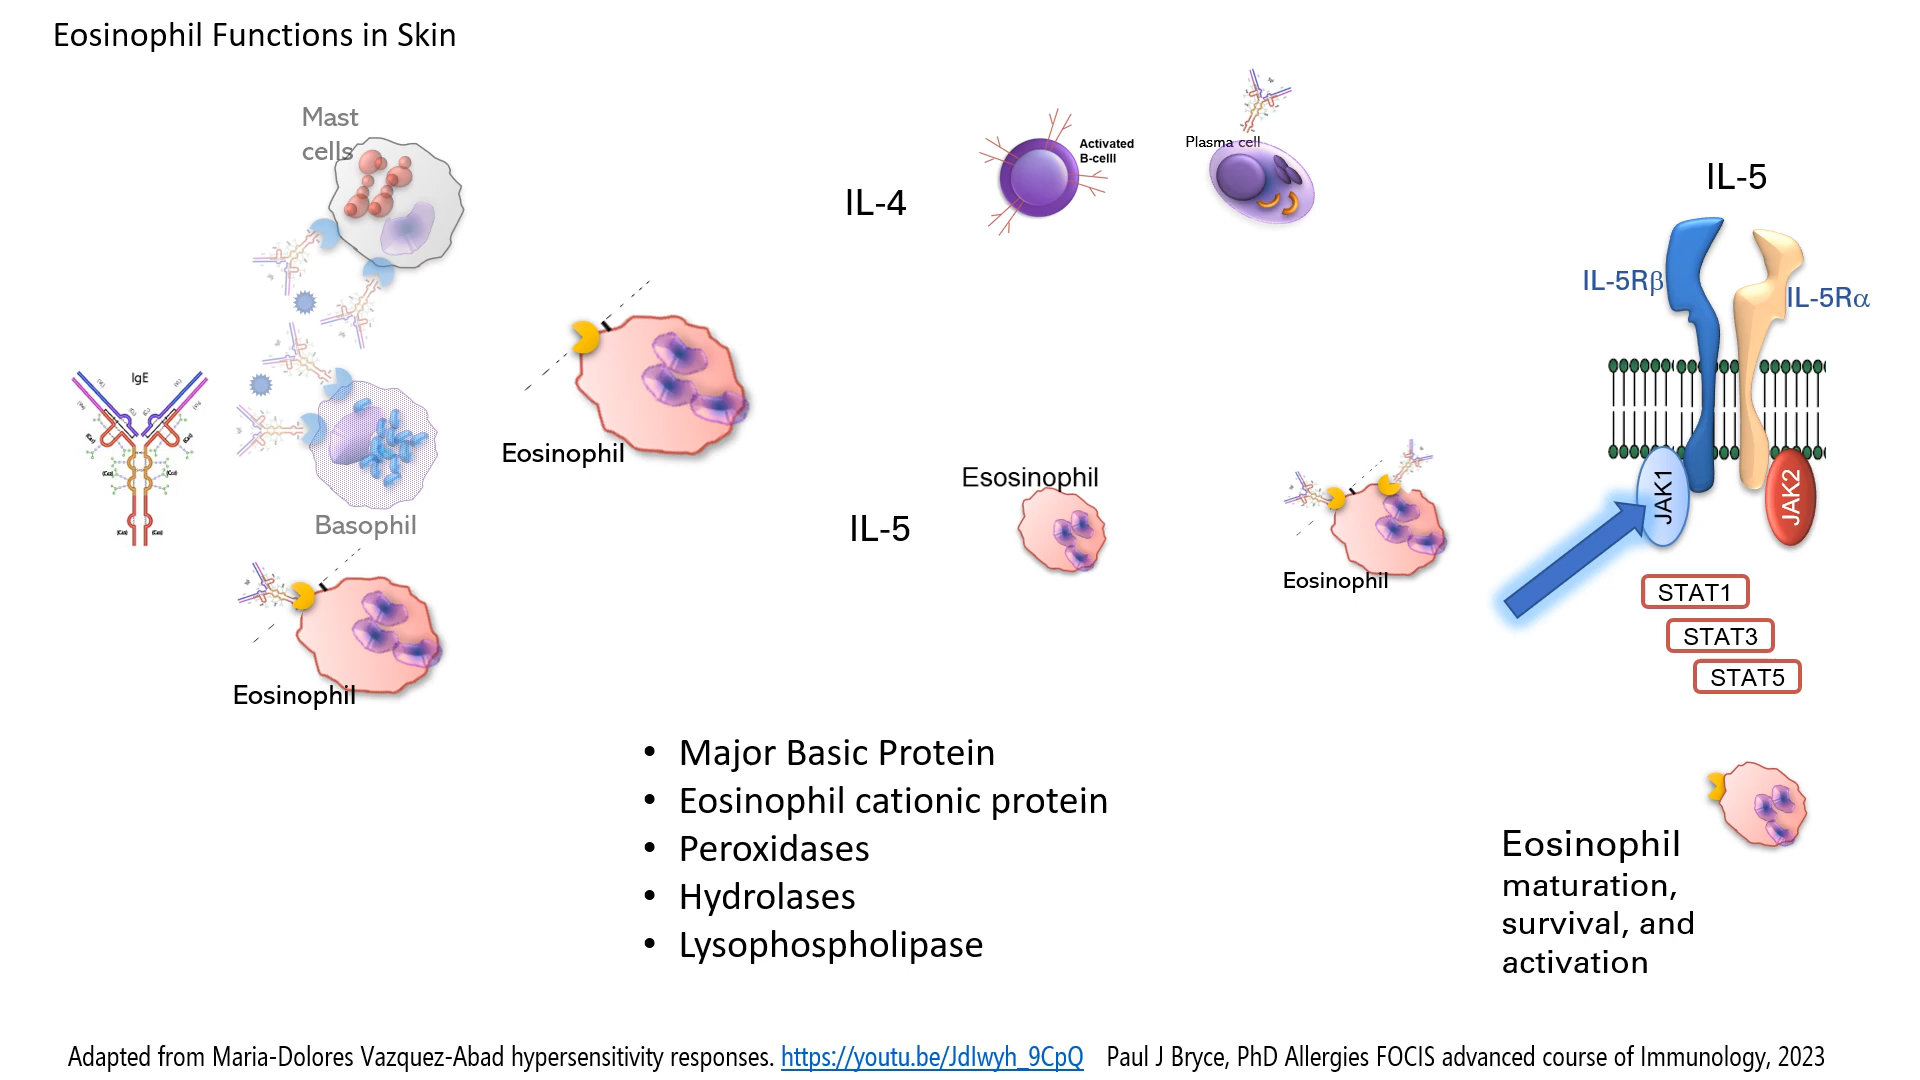 Eosinophil Functions in Skin
Mast
cells
IgE
Basophil
Eosinophil
Eosinophil
IL-4
Activated
B-celll
Plasma cell
IL-5
Esosinophil
Eosinophil
IL-5
IL-5Rβ
IL-5Rα
JAK1
JAK2
STAT1
STAT3
STAT5
• Major Basic Protein
• Eosinophil cationic protein
• Peroxidases
• Hydrolases
• Lysophospholipase
Eosinophil
maturation,
survival, and
activation
Adapted from Maria-Dolores Vazquez-Abad hypersensitivity responses. https://youtu.be/JdIwyh_9CpQ Paul J Bryce, PhD Allergies FOCIS advanced course of Immunology, 2023